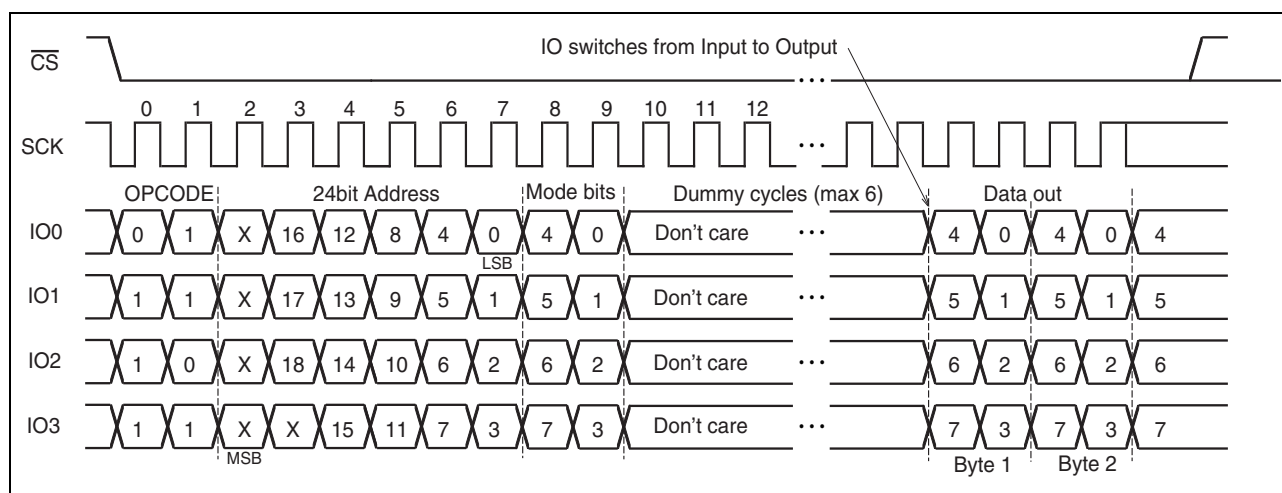 IO switches from Input to Output
CS
...
0 1 2 3 4 5 6 7 8 9 10 11 12
SCK
...
OPCODE 24bit Address Mode bits Dummy cycles (max 6) Data out
IO0 0 1 X 16 12 8 4 0 4 0 Don't care ... 4 0 4 0 4
LSB
IO1 1 1 X 17 13 9 5 1 5 1 Don't care ... 5 1 5 1 5
IO2 1 0 X 18 14 10 6 2 6 2 Don't care ... 6 2 6 2 6
IO3 1 1 X X 15 11 7 3 7 3 Don't care ... 7 3 7 3 7
MSB Byte 1 Byte 2